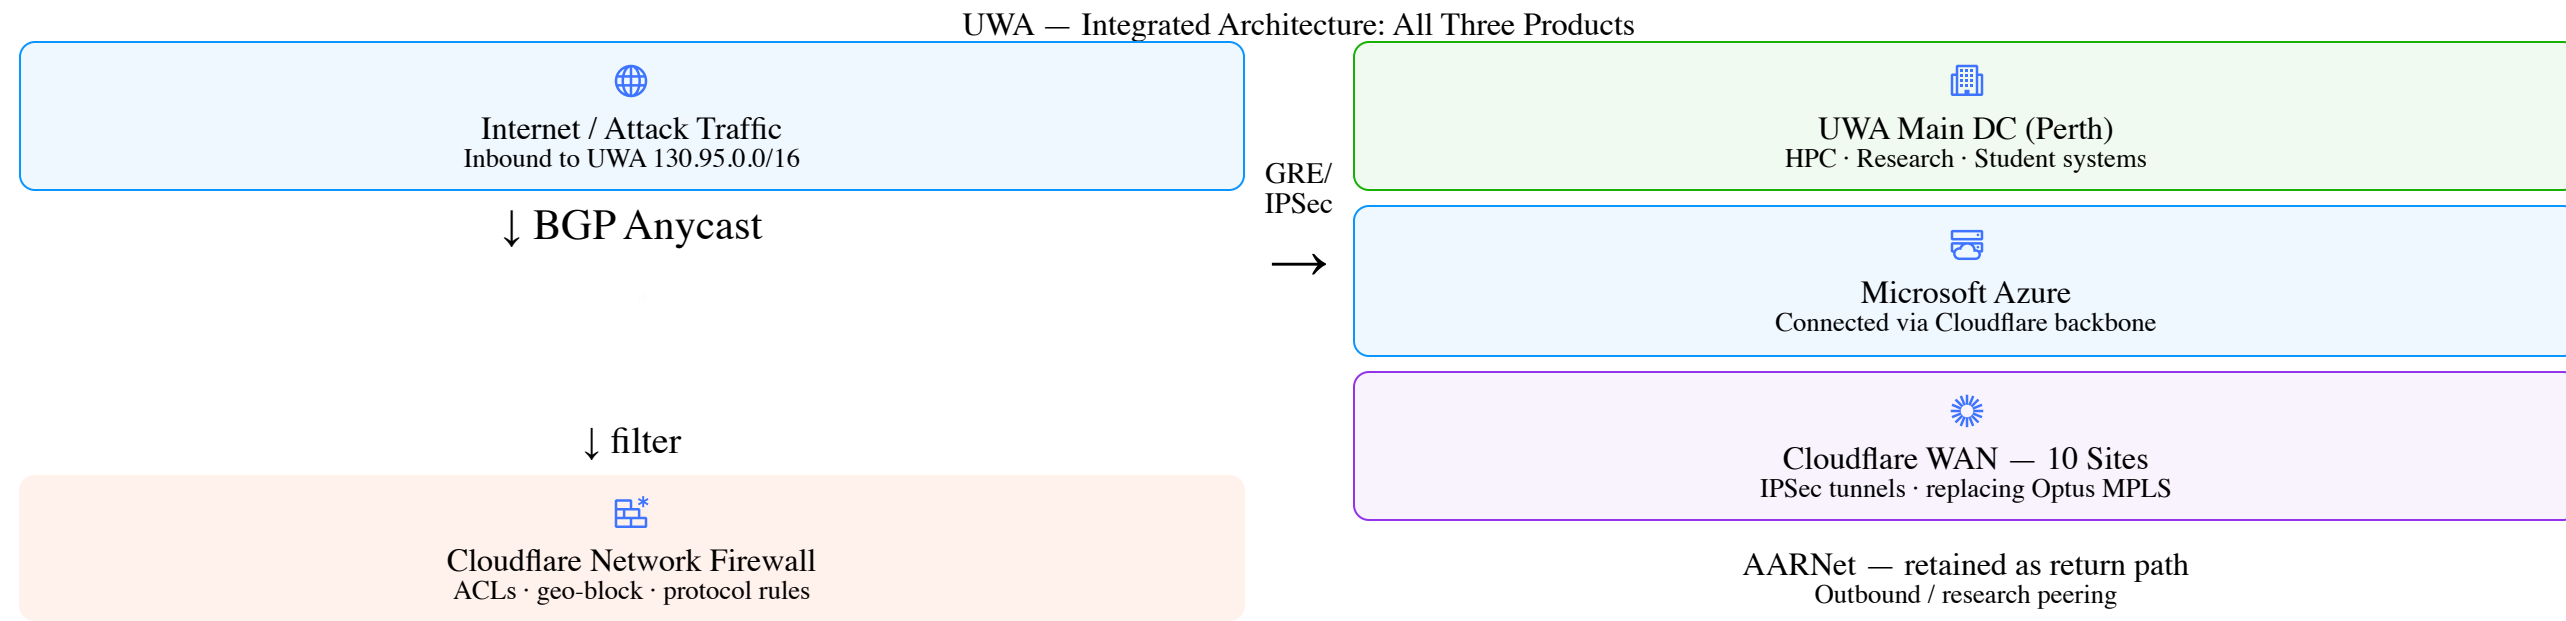 UWA — Integrated Architecture: All Three Products
Internet / Attack Traffic
Inbound to UWA 130.95.0.0/16
↓ BGP Anycast
↓ filter
Cloudflare Network Firewall
ACLs · geo-block · protocol rules
GRE/
IPSec
→
UWA Main DC (Perth)
HPC · Research · Student systems
Microsoft Azure
Connected via Cloudflare backbone
Cloudflare WAN — 10 Sites
IPSec tunnels · replacing Optus MPLS
AARNet — retained as return path
Outbound / research peering